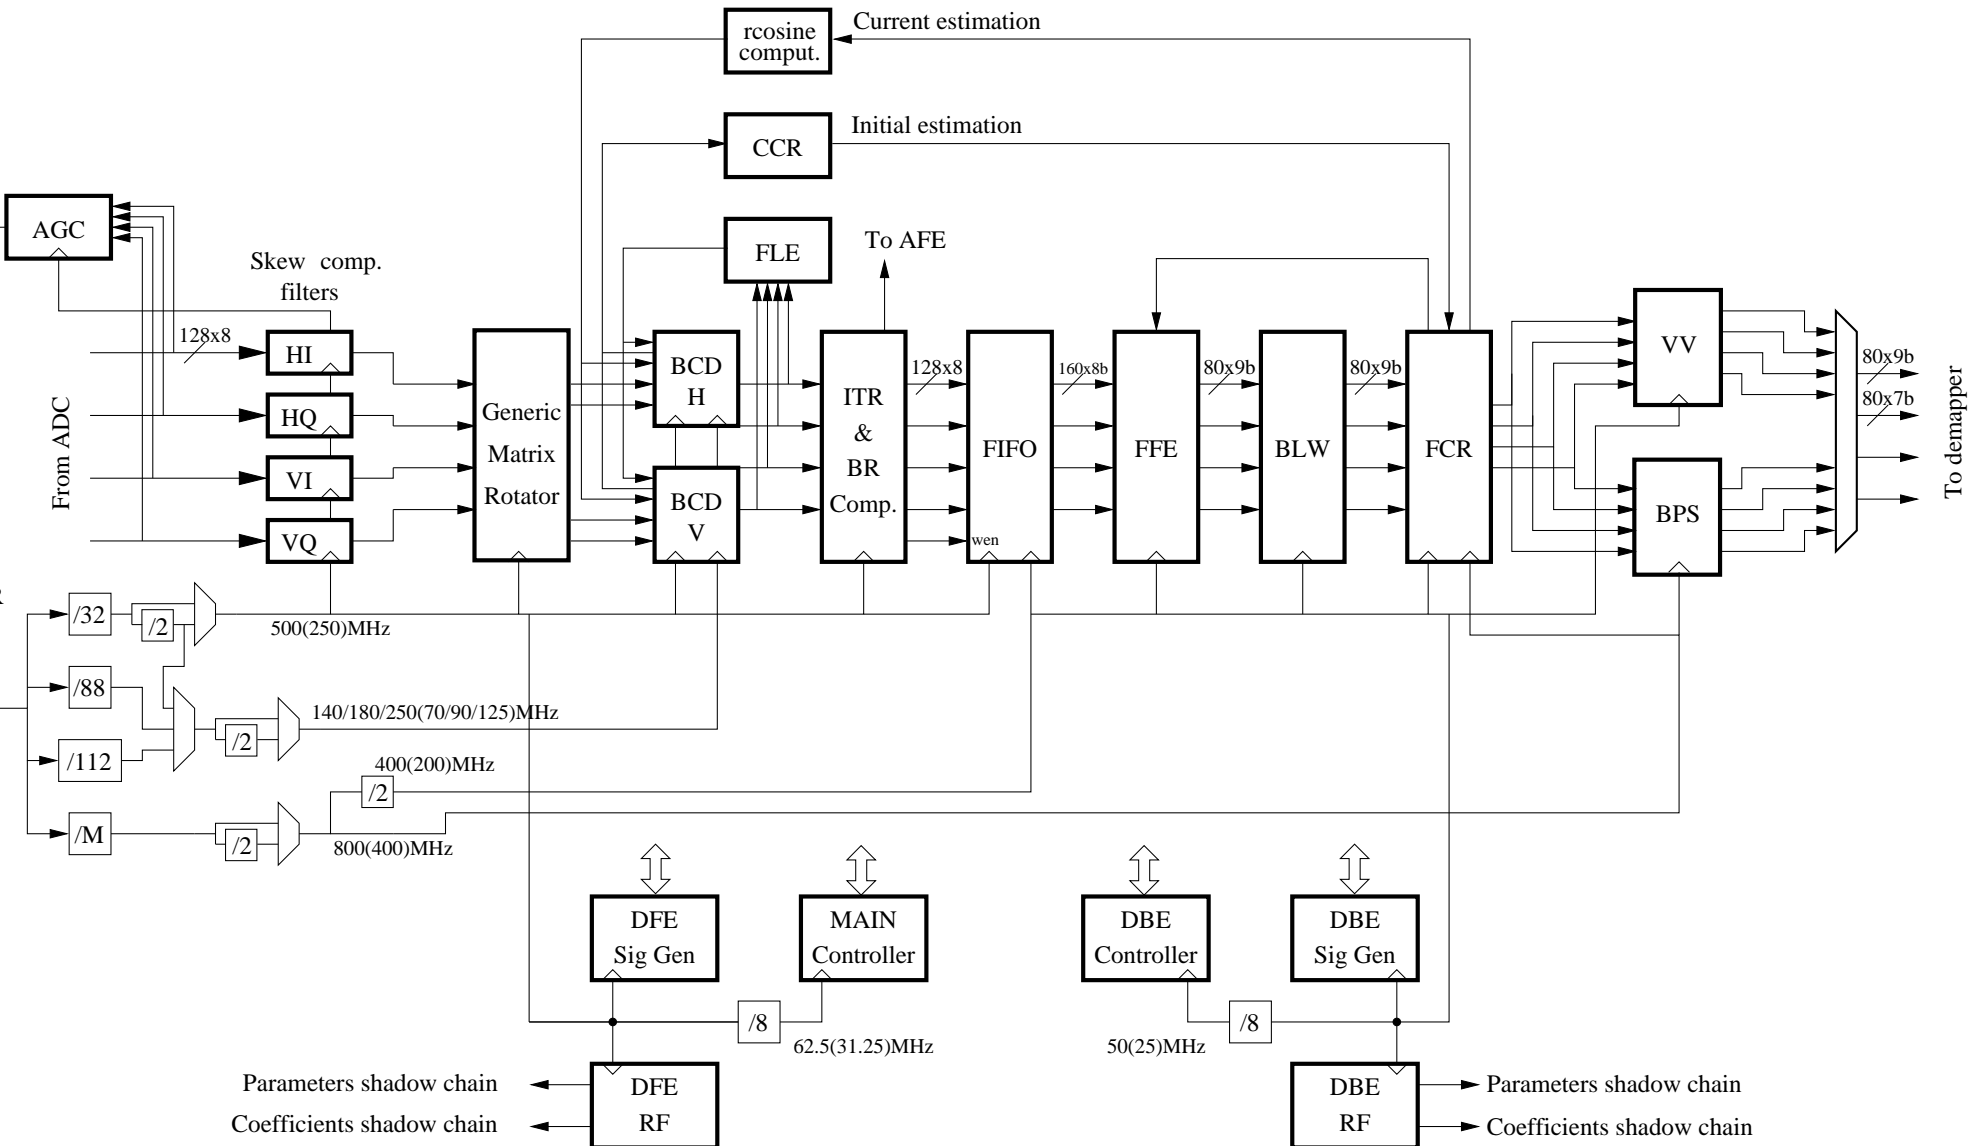 rcosine
comput.
Current estimation
CCR
Initial estimation
AGC
FLE
To AFE
Skew comp.
filters
128x8
HI
HQ
VI
VQ
From ADC
Generic
Matrix
Rotator
BCD
H
BCD
V
ITR
&
BR
Comp.
128x8
FIFO
wen
160x8b
FFE
80x9b
BLW
80x9b
FCR
VV
BPS
80x9b
80x7b
To demapper
R
/32
/2
500(250)MHz
/88
/112
/2
140/180/250(70/90/125)MHz
400(200)MHz
/2
/M
/2
800(400)MHz
DFE
Sig Gen
MAIN
Controller
DBE
Controller
DBE
Sig Gen
/8
62.5(31.25)MHz
/8
50(25)MHz
DFE
RF
Parameters shadow chain
Coefficients shadow chain
DBE
RF
Parameters shadow chain
Coefficients shadow chain